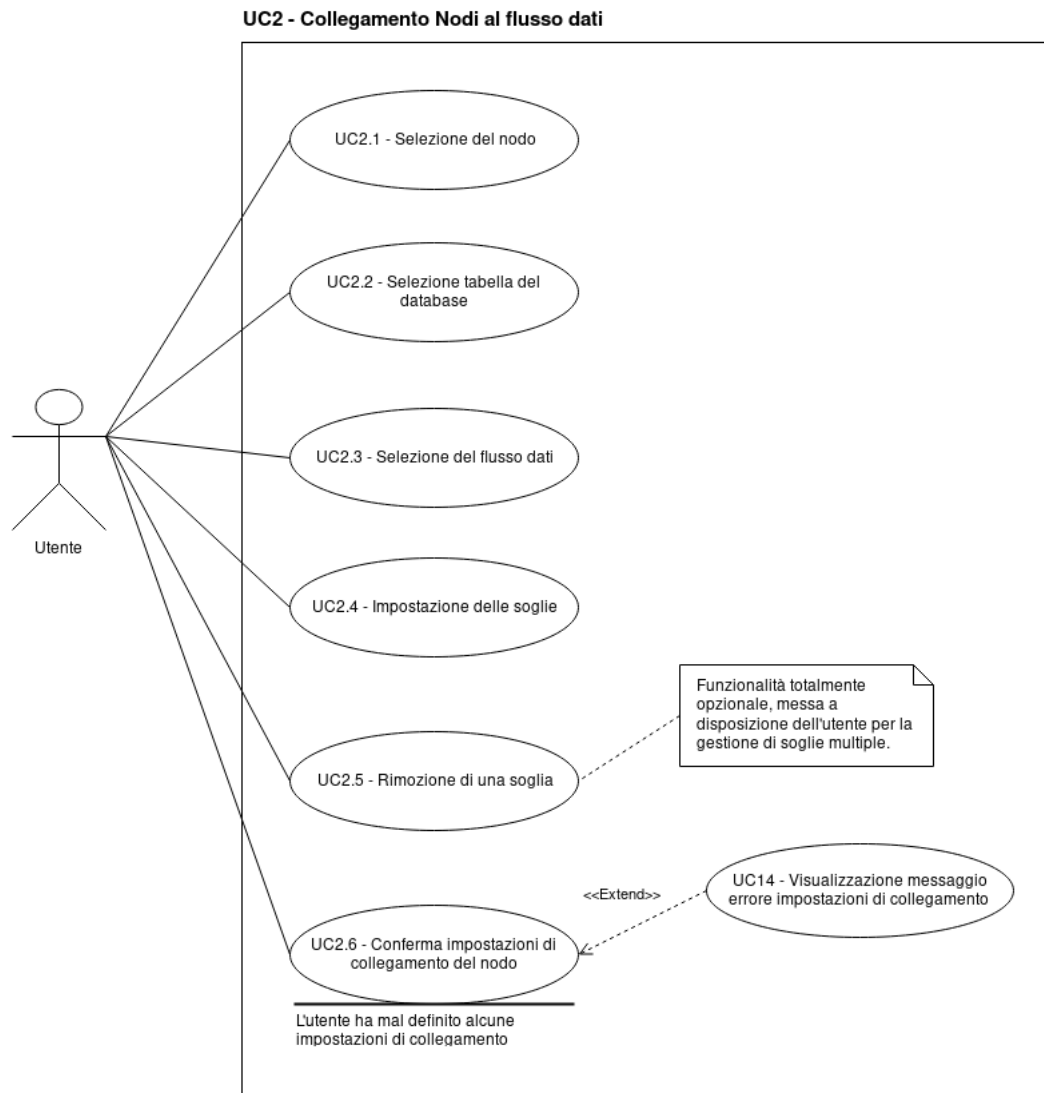 UC2 - Collegamento Nodi al flusso dati
UC2.1 - Selezione del nodo
UC2.2 - Selezione tabella del
database
UC2.3 - Selezione del flusso dati
Utente
UC2.4 - Impostazione delle soglie
Funzionalità totalmente
opzionale, messa a
disposizione dell'utente per la
gestione di soglie multiple.
UC2.5 - Rimozione di una soglia
<<Extend>>
UC14 - Visualizzazione messaggio
errore impostazioni di collegamento
UC2.6 - Conferma impostazioni di
collegamento del nodo
L'utente ha mal definito alcune
impostazioni di collegamento